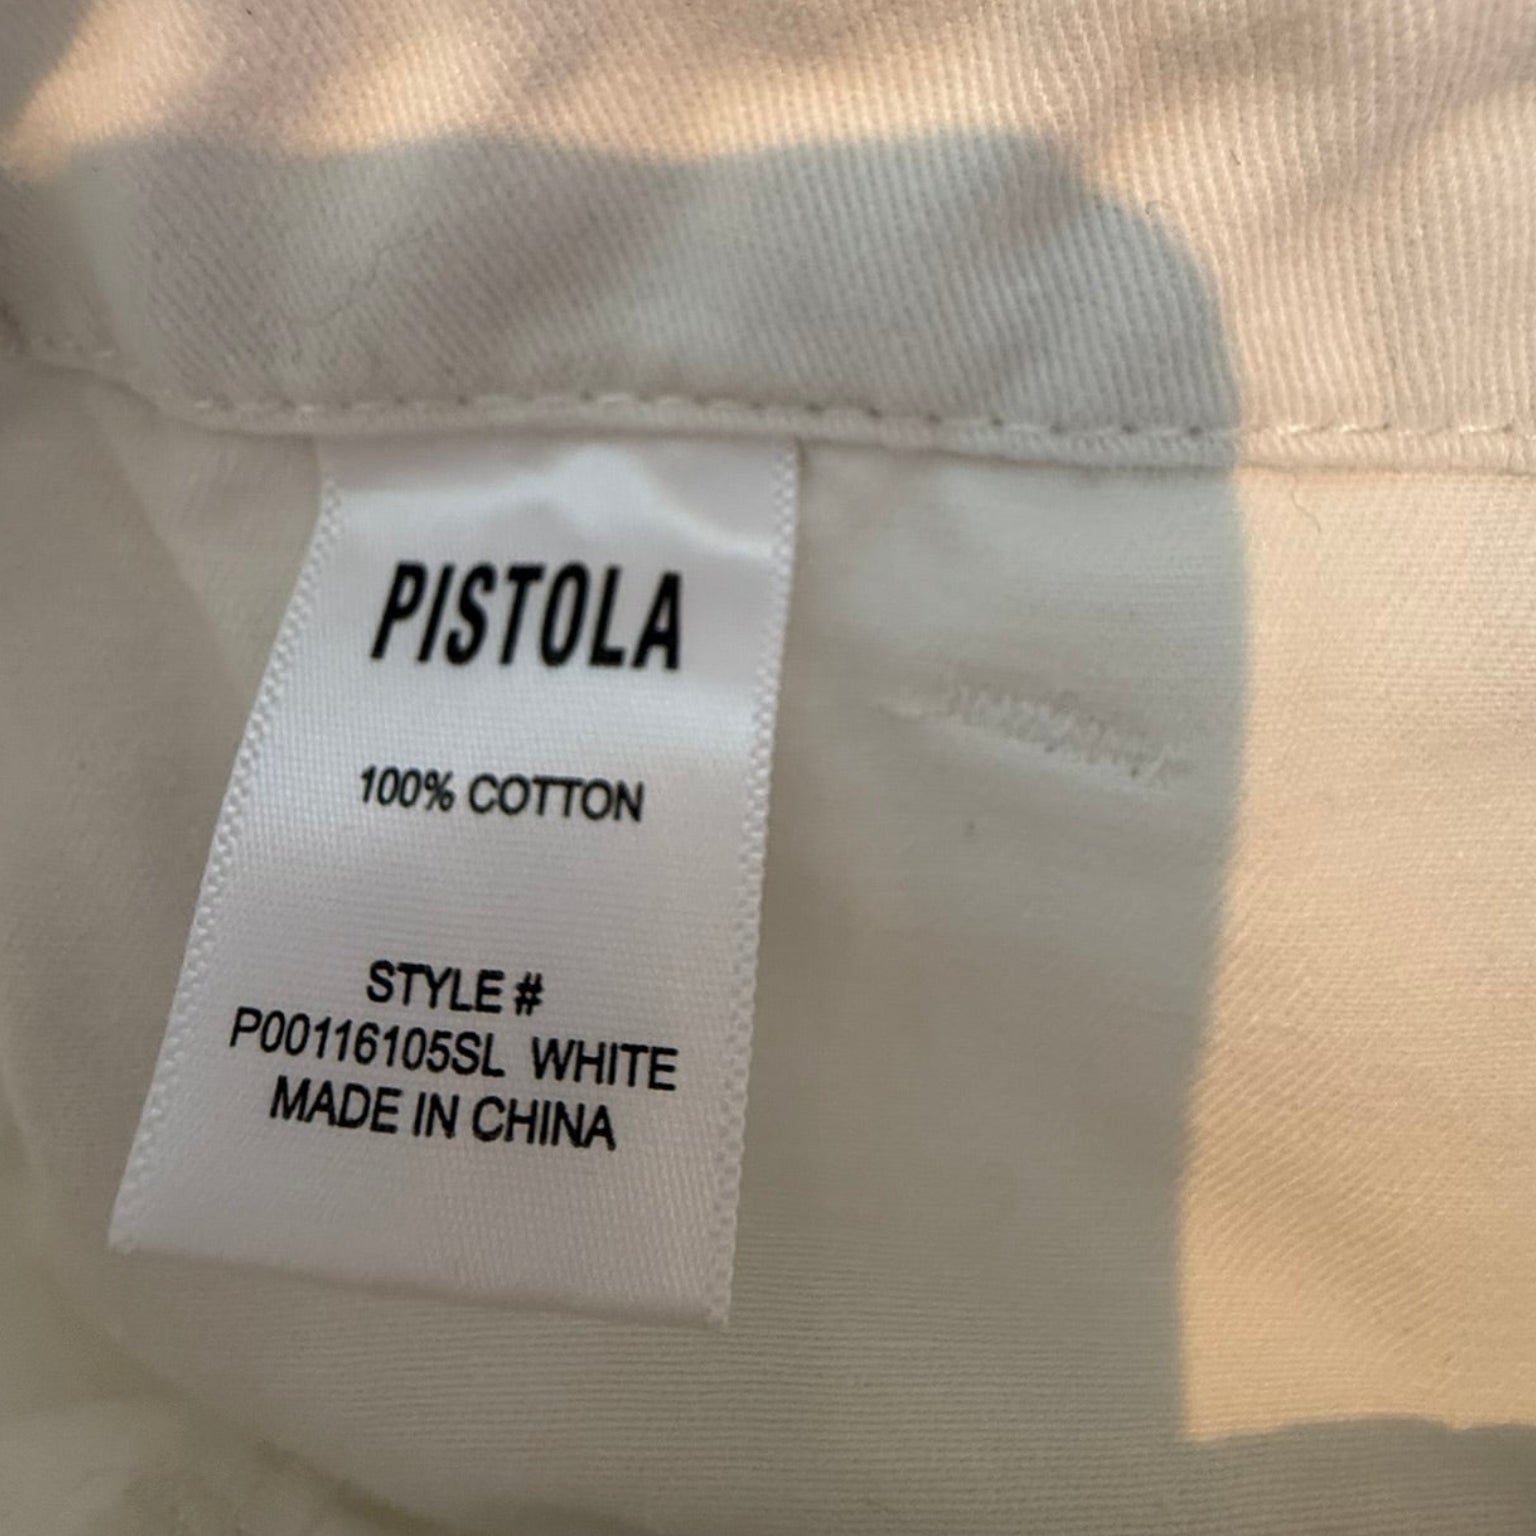 PISTOLA
100% COTTON
STYLE #
P00116105SL WHITE
MADE IN CHINA